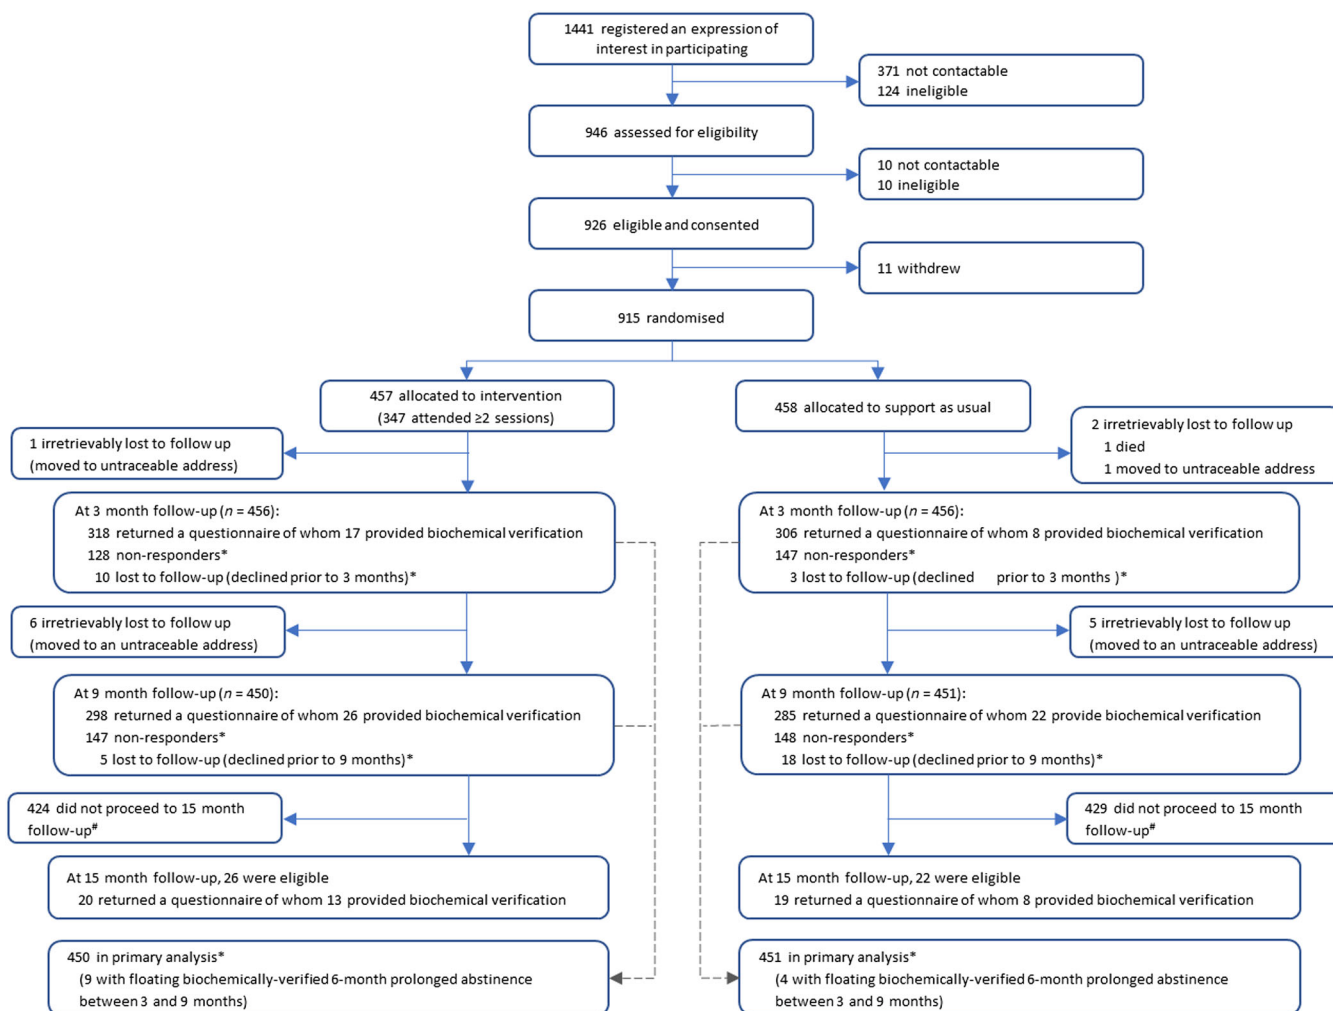 1441 registered an expression of
interest in participating
371 not contactable
124 ineligible
946 assessed for eligibility
10 not contactable
10 ineligible
926 eligible and consented
11 withdrew
915 randomised
457 allocated to intervention
(347 attended ≥2 sessions)
458 allocated to support as usual
1 irretrievably lost to follow up
(moved to untraceable address)
2 irretrievably lost to follow up
1 died
1 moved to untraceable address
At 3 month follow-up (n = 456):
318 returned a questionnaire of whom 17 provided biochemical verification
128 non-responders*
10 lost to follow-up (declined prior to 3 months)*
At 3 month follow-up (n = 456):
306 returned a questionnaire of whom 8 provided biochemical verification
147 non-responders*
3 lost to follow-up (declined prior to 3 months )*
6 irretrievably lost to follow up
(moved to an untraceable address)
5 irretrievably lost to follow up
(moved to an untraceable address)
At 9 month follow-up (n = 450):
298 returned a questionnaire of whom 26 provided biochemical verification
147 non-responders*
5 lost to follow-up (declined prior to 9 months)*
At 9 month follow-up (n = 451):
285 returned a questionnaire of whom 22 provide biochemical verification
148 non-responders*
18 lost to follow-up (declined prior to 9 months)*
424 did not proceed to 15 month
follow-up#
429 did not proceed to 15 month
follow-up#
At 15 month follow-up, 26 were eligible
20 returned a questionnaire of whom 13 provided biochemical verification
At 15 month follow-up, 22 were eligible
19 returned a questionnaire of whom 8 provided biochemical verification
450 in primary analysis*
(9 with floating biochemically-verified 6-month prolonged abstinence
between 3 and 9 months)
451 in primary analysis*
(4 with floating biochemically-verified 6-month prolonged abstinence
between 3 and 9 months)